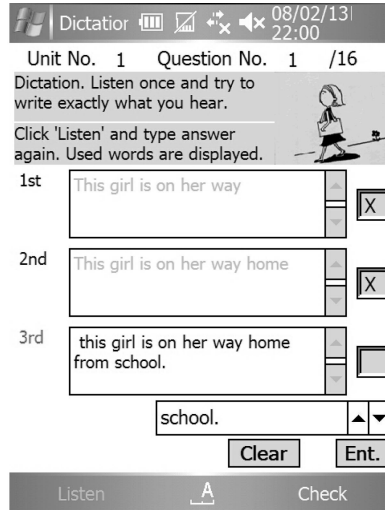 Dictatior 08/02/13
22:00
Unit No. 1 Question No. 1 /16
Dictation. Listen once and try to
write exactly what you hear.
Click 'Listen' and type answer
again. Used words are displayed.
1st
This girl is on her way
X
2nd
This girl is on her way home
X
3rd
this girl is on her way home
from school.
school.
Clear Ent.
Listen A Check